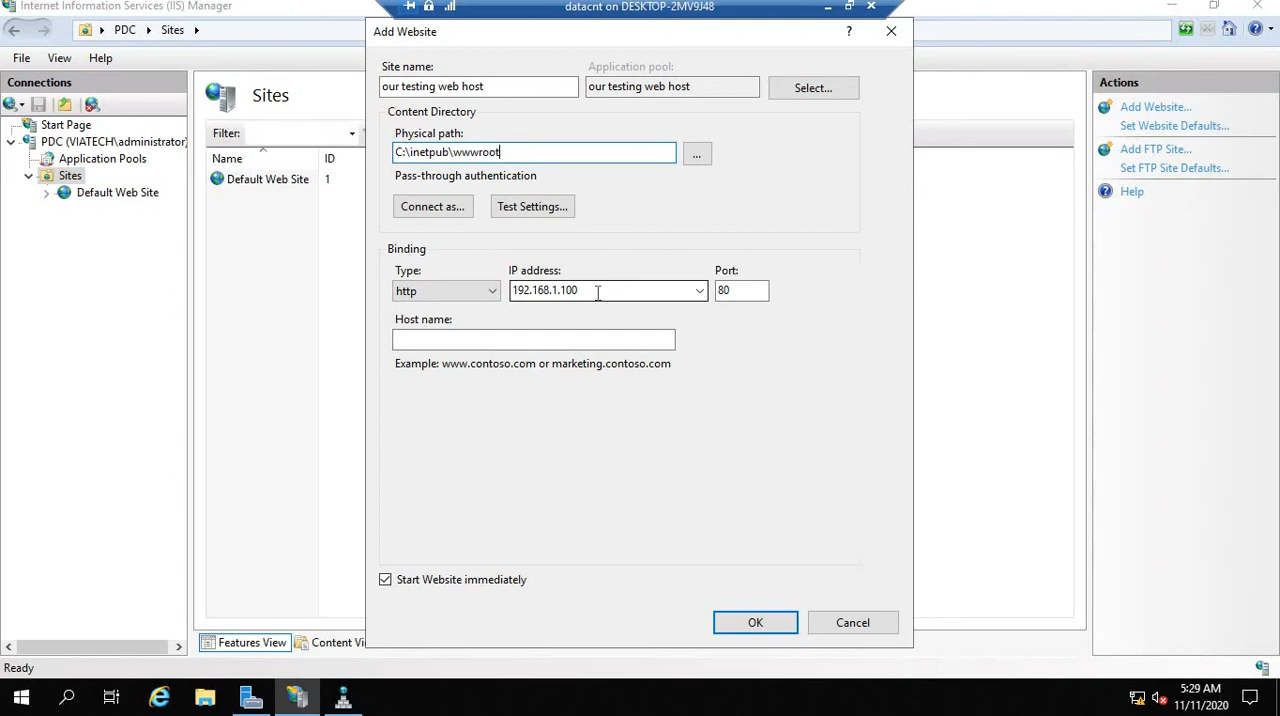 Internet Information Services (IIS) Manager
datacnt on DESKTOP-2MV9J48
PDC
Sites
File
View
Help
Connections
Start Page
PDC (VIATECH\administrator)
Application Pools
Sites
Default Web Site
Sites
Filter:
Name
ID
Default Web Site
1
Features View
Content Vi
Add Website
?
Site name:
Application pool:
our testing web host
our testing web host
Select...
Content Directory
Physical path:
C:\inetpub\wwwroot
...
Pass-through authentication
Connect as...
Test Settings...
Binding
Type:
IP address:
Port:
http
192.168.1.100
80
Host name:
Example: www.contoso.com or marketing.contoso.com
Start Website immediately
OK
Cancel
Actions
Add Website...
Set Website Defaults...
Add FTP Site...
Set FTP Site Defaults...
Help
Ready
5:29 AM
11/11/2020